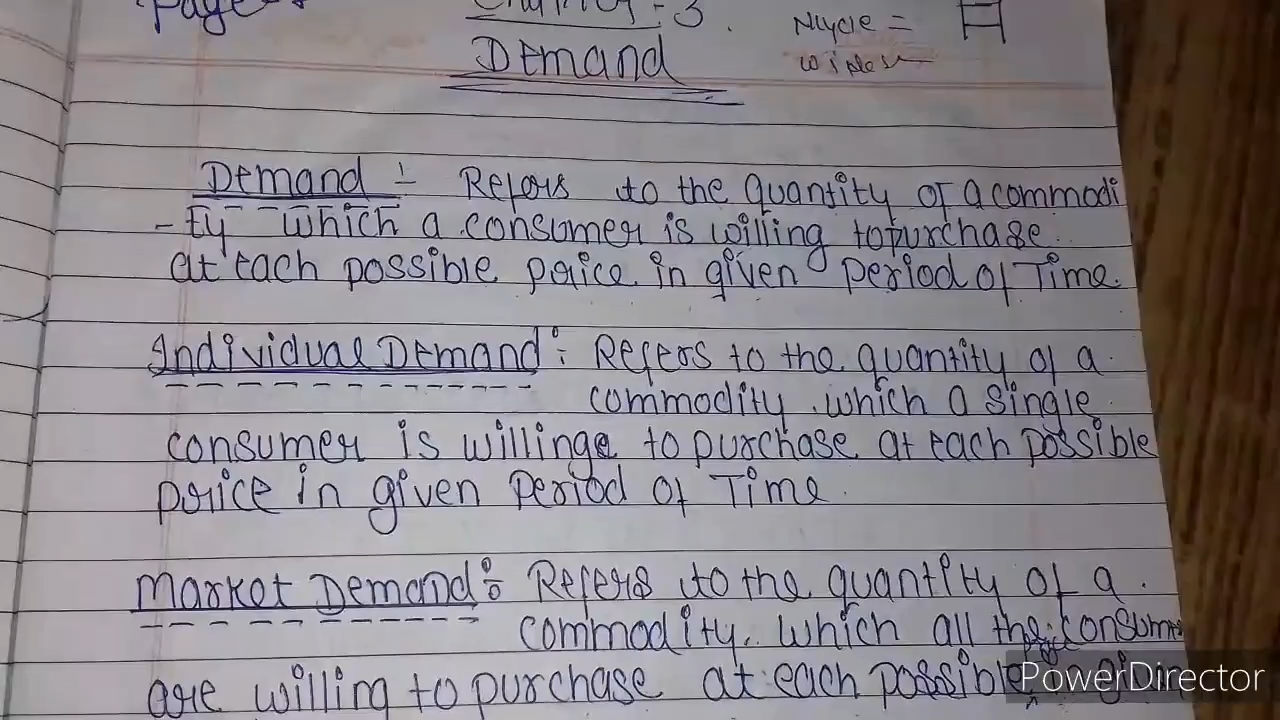 Page
Chapter - 3.
Demand
Demand :- Refers to the quantity of a commodi
-ty which a consumer is willing to purchase
at each possible price in given period of Time.
Individual Demand : Refers to the quantity of a
commodity which a single
consumer is willinge to purchase at each possible
price in given period of Time.
Market Demand : Refers to the quantity of a
commodity, which all the consum
are willing to purchase at each possible
PowerDirector